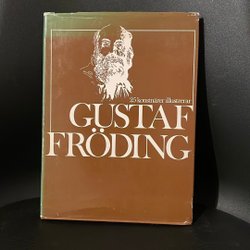 25 konstnärer illustrerar
GUSTAF
FRÖDING